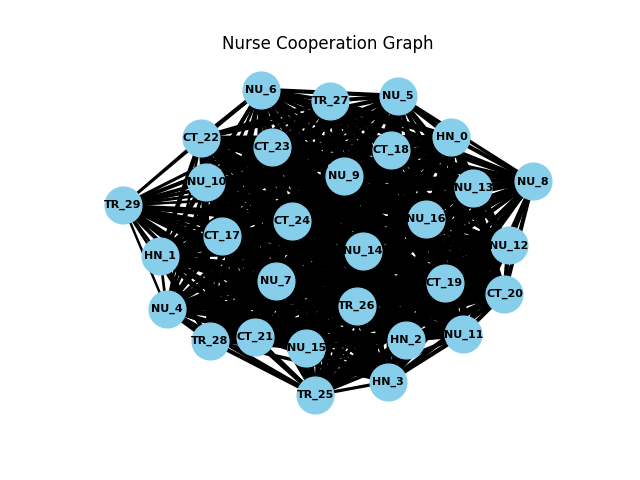 Nurse Cooperation Graph
NU_6
TR_27
NU_5
CT_22
CT_23
CT_18
HN_0
NU_10
NU_9
NU_13
NU_8
TR_29
CT_17
CT_24
NU_16
HN_1
NU_14
NU_12
NU_7
CT_19
CT_20
NU_4
TR_26
TR_28
CT_21
NU_15
HN_2
NU_11
TR_25
HN_3